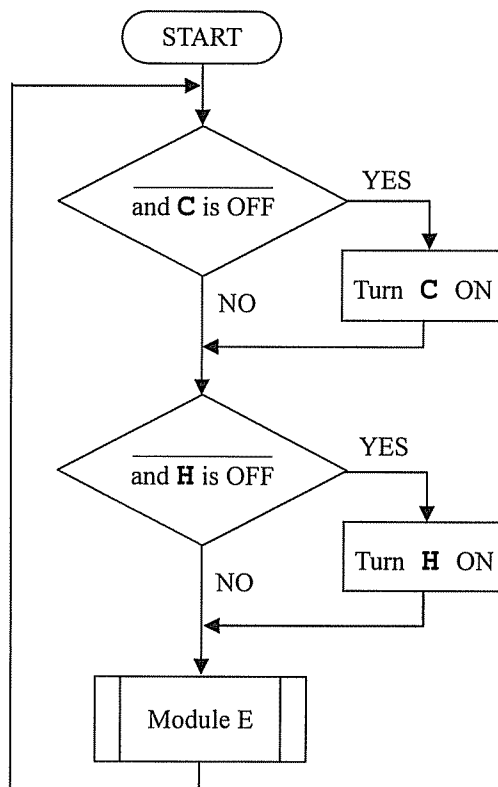 START
and C is OFF
YES
Turn C ON
NO
and H is OFF
YES
Turn H ON
NO
Module E